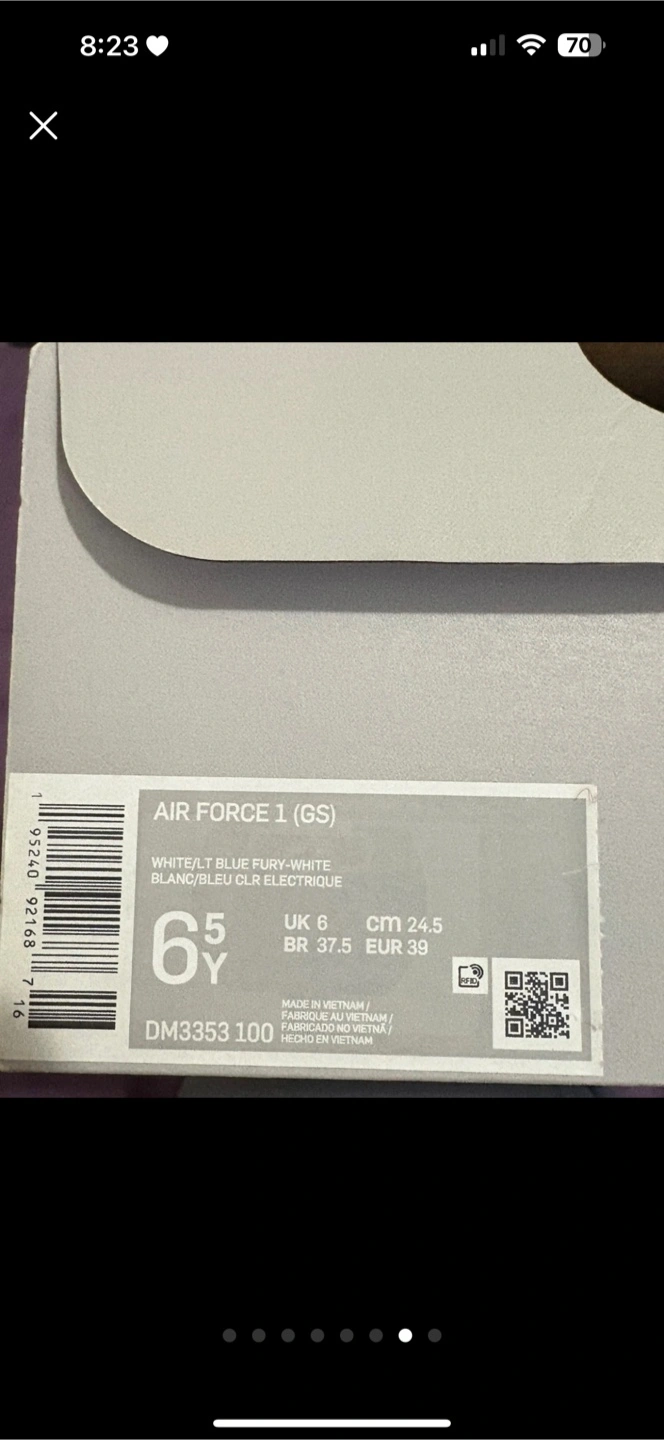 8:23
70
AIR FORCE 1 (GS)
WHITE/LT BLUE FURY-WHITE
BLANC/BLEU CLR ELECTRIQUE
6 5 Y
UK 6 cm 24.5
BR 37.5 EUR 39
RFID
MADE IN VIETNAM /
FABRIQUE AU VIETNAM /
FABRICADO NO VIETNÃ /
HECHO EN VIETNAM
DM3353 100
1 95240 92168 7 16